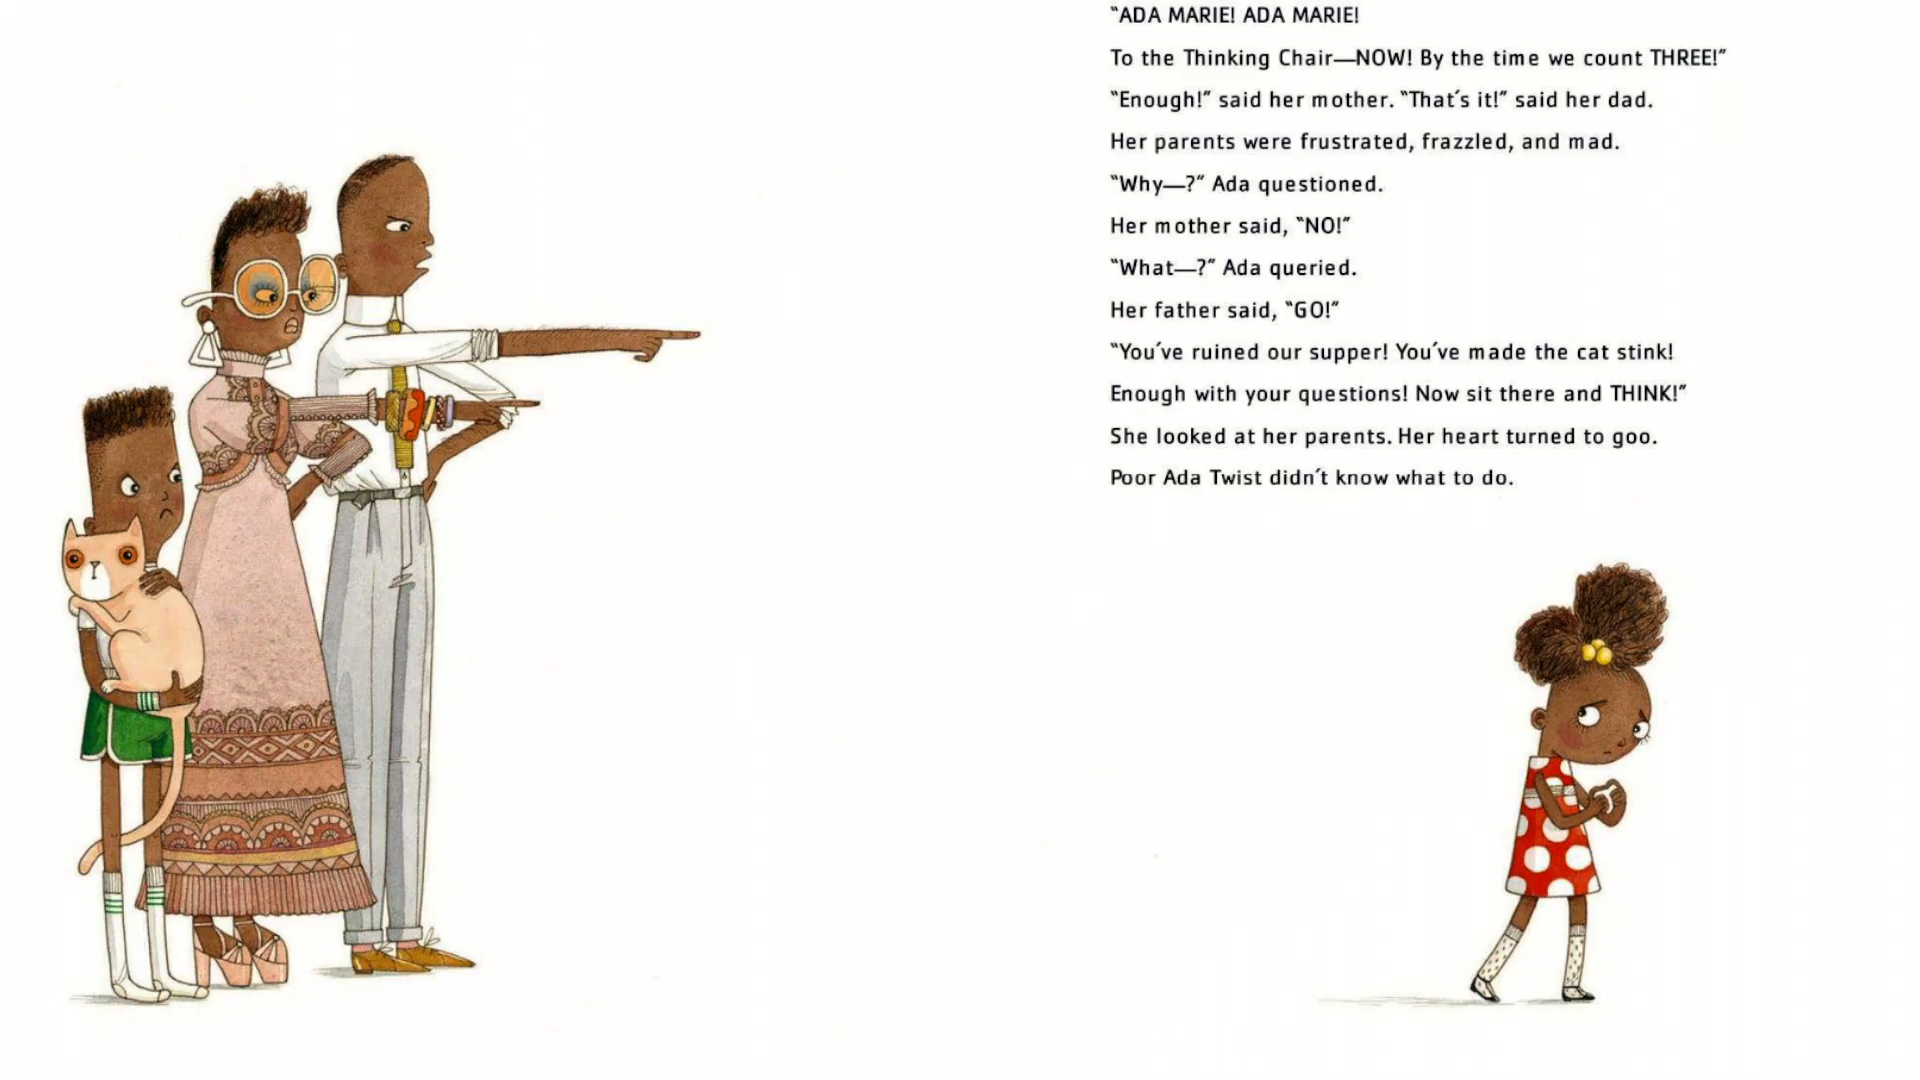 “ADA MARIE! ADA MARIE!
To the Thinking Chair—NOW! By the time we count THREE!”
“Enough!” said her mother. “That’s it!” said her dad.
Her parents were frustrated, frazzled, and mad.
“Why—?” Ada questioned.
Her mother said, “NO!”
“What—?” Ada queried.
Her father said, “GO!”
“You’ve ruined our supper! You’ve made the cat stink!
Enough with your questions! Now sit there and THINK!”
She looked at her parents. Her heart turned to goo.
Poor Ada Twist didn’t know what to do.